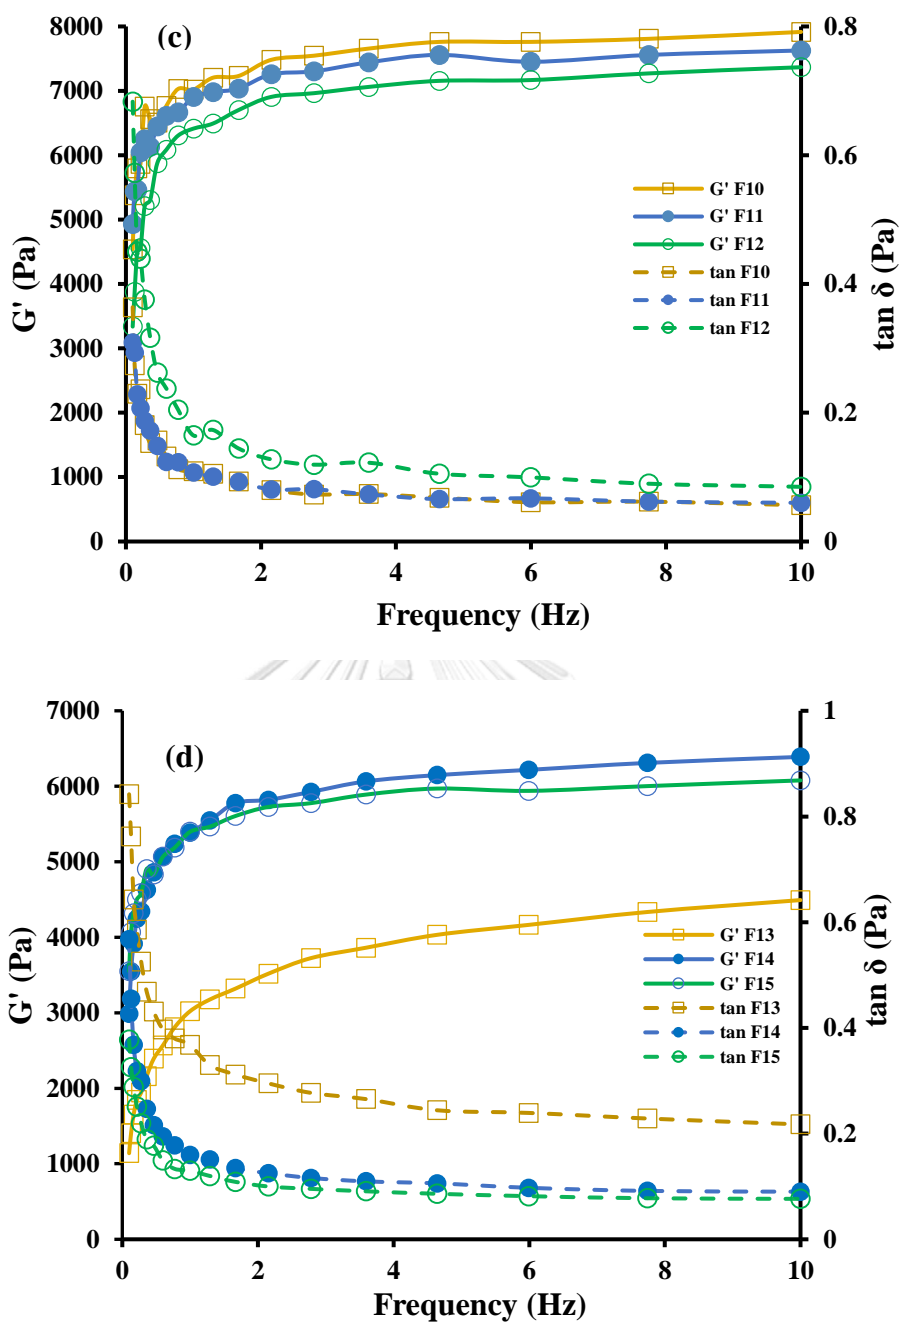 (c)
8000
7000
6000
5000
4000
3000
2000
1000
0
0.8
0.6
0.4
0.2
0
G' (Pa)
tan δ (Pa)
G' F10
G' F11
G' F12
tan F10
tan F11
tan F12
0 2 4 6 8 10
Frequency (Hz)
(d)
7000
6000
5000
4000
3000
2000
1000
0
1
0.8
0.6
0.4
0.2
0
G' (Pa)
tan δ (Pa)
G' F13
G' F14
G' F15
tan F13
tan F14
tan F15
0 2 4 6 8 10
Frequency (Hz)